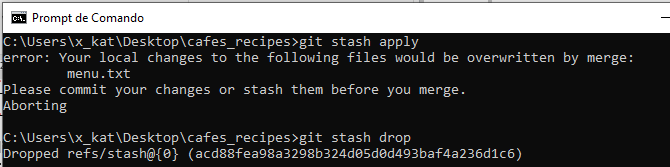 Prompt de Comando
C:\Users\x_kat\Desktop\cafes_recipes>git stash apply
error: Your local changes to the following files would be overwritten by merge:
menu.txt
Please commit your changes or stash them before you merge.
Aborting
C:\Users\x_kat\Desktop\cafes_recipes>git stash drop
Dropped refs/stash@{0} (acd88fea98a3298b324d05d0d493baf4a236d1c6)